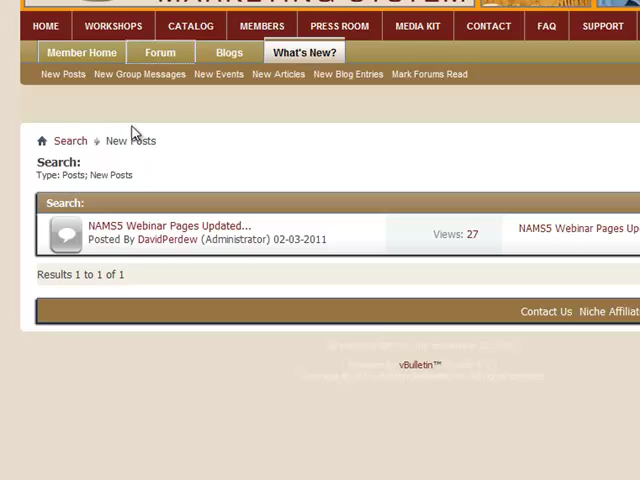 MARKETING SYSTEM
HOME WORKSHOPS CATALOG MEMBERS PRESS ROOM MEDIA KIT CONTACT FAQ SUPPORT
Member Home Forum Blogs What's New?
New Posts New Group Messages New Events New Articles New Blog Entries Mark Forums Read
Search New Posts
Search:
Type: Posts; New Posts
Search:
NAMS5 Webinar Pages Updated... Views: 27 NAMS5 Webinar Pages Up
Posted By DavidPerdew (Administrator) 02-03-2011
Results 1 to 1 of 1
Contact Us Niche Affiliat
vBulletin™